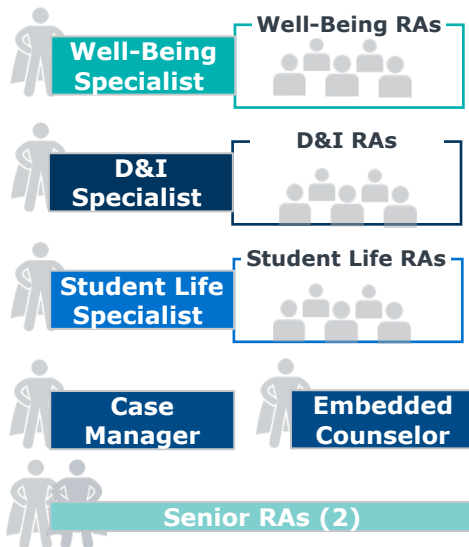 Well-Being RAs
Well-Being
Specialist
D&I RAs
D&I
Specialist
Student Life RAs
Student Life
Specialist
Case
Manager
Embedded
Counselor
Senior RAs (2)